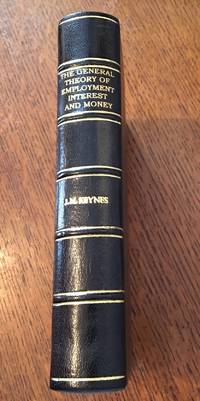 THE GENERAL
THEORY OF
EMPLOYMENT
INTEREST
AND MONEY
J.M. KEYNES